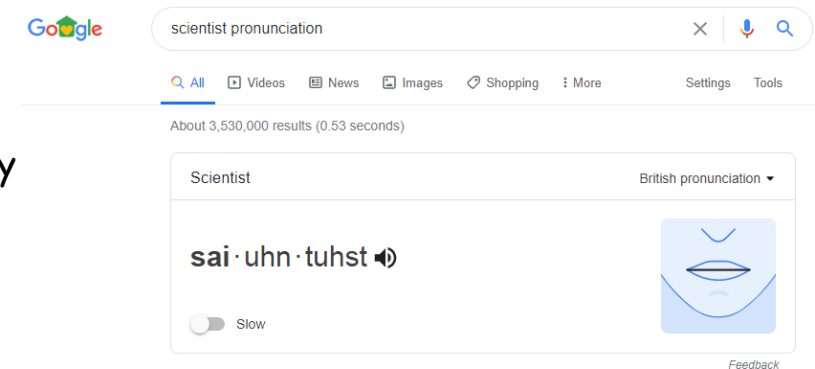 Google
scientist pronunciation
All Videos News Images Shopping More Settings Tools
About 3,530,000 results (0.53 seconds)
y
Scientist British pronunciation
sai·uhn·tuhst
Slow
Feedback